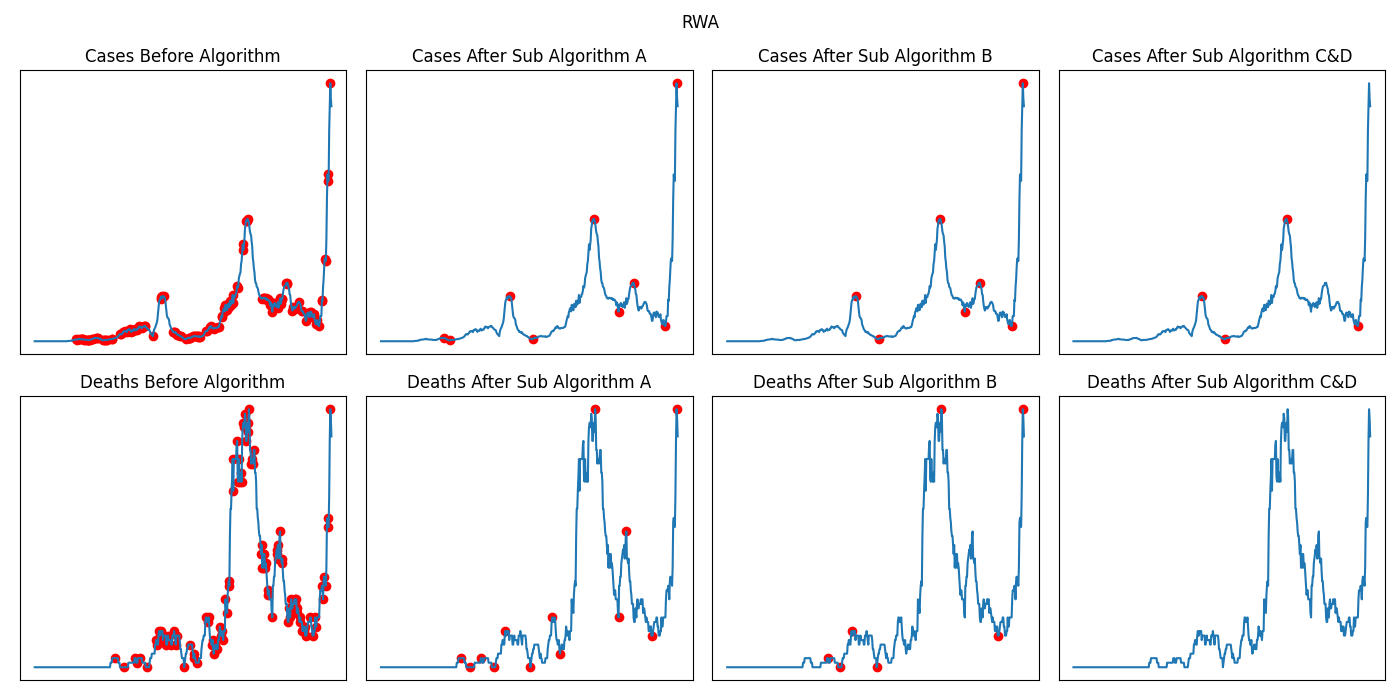 RWA
Cases Before Algorithm
Cases After Sub Algorithm A
Cases After Sub Algorithm B
Cases After Sub Algorithm C&D
Deaths Before Algorithm
Deaths After Sub Algorithm A
Deaths After Sub Algorithm B
Deaths After Sub Algorithm C&D